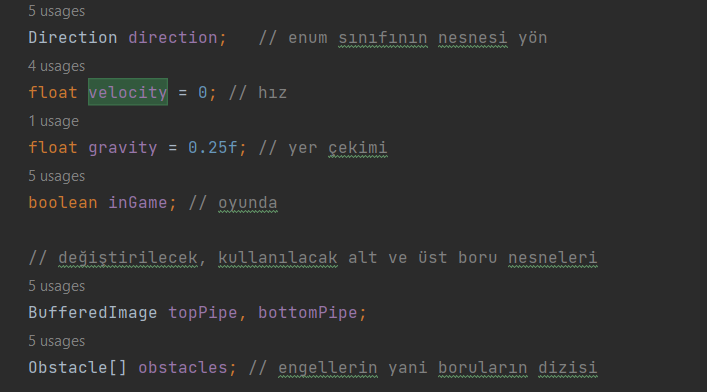 5 usages
Direction direction;   // enum sınıfının nesnesi yön
4 usages
float velocity = 0; // hız
1 usage
float gravity = 0.25f; // yer çekimi
5 usages
boolean inGame; // oyunda
// değiştirilecek, kullanılacak alt ve üst boru nesneleri
5 usages
BufferedImage topPipe, bottomPipe;
5 usages
Obstacle[] obstacles; // engellerin yani boruların dizisi